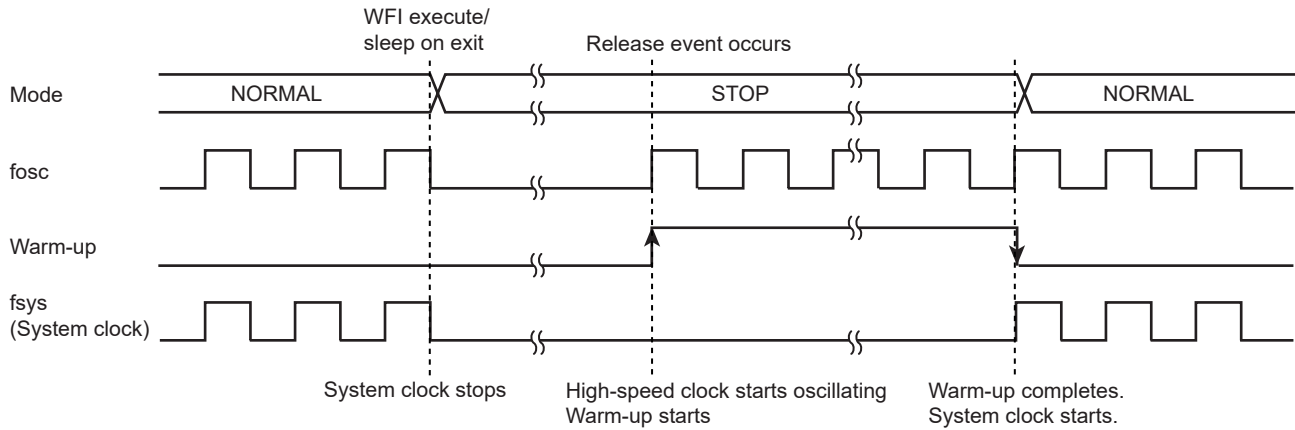 WFI execute/
sleep on exit
Release event occurs
Mode
NORMAL
STOP
NORMAL
fosc
Warm-up
fsys
(System clock)
System clock stops
High-speed clock starts oscillating
Warm-up starts
Warm-up completes.
System clock starts.